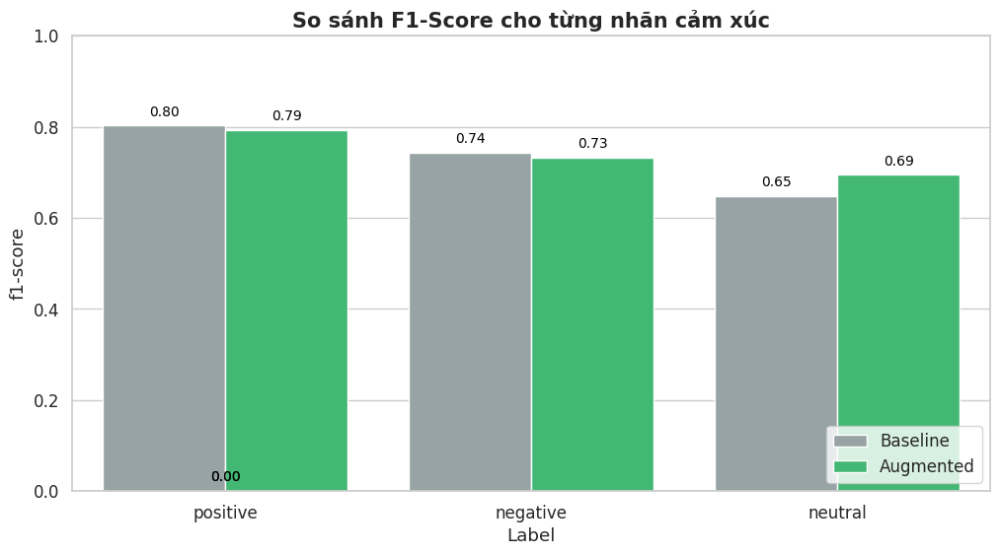 So sánh F1-Score cho từng nhãn cảm xúc
f1-score
1.0
0.8
0.6
0.4
0.2
0.0
0.80
0.79
0.74
0.73
0.65
0.69
0.00
Baseline
Augmented
positive
negative
neutral
Label